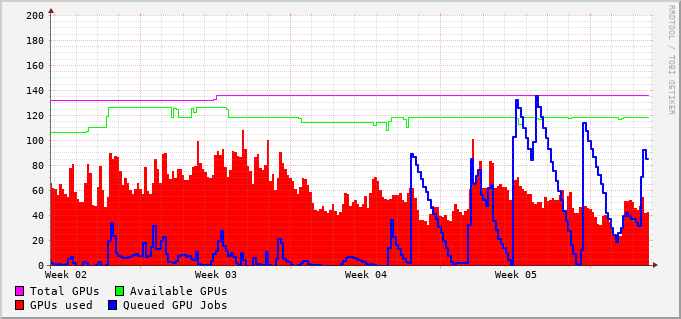 200
180
160
140
120
100
80
60
40
20
0
Week 02 Week 03 Week 04 Week 05
Total GPUs Available GPUs
GPUs used Queued GPU Jobs
RRDTOOL / TOBI OETIKER